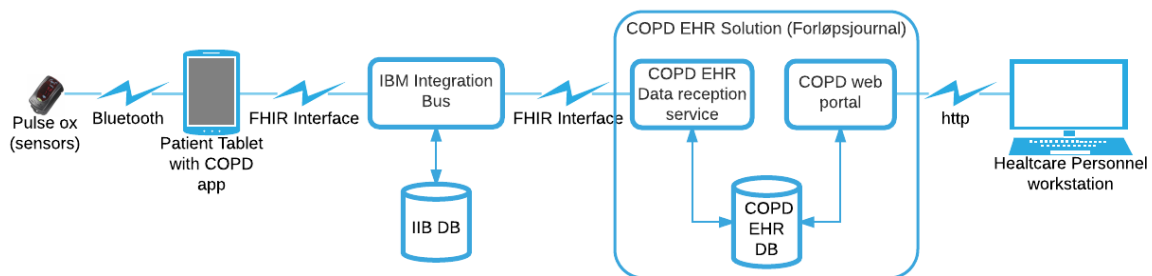 COPD EHR Solution (Forløpsjournal)
Pulse ox
(sensors)
Bluetooth
Patient Tablet
with COPD
app
FHIR Interface
IBM Integration
Bus
IIB DB
FHIR Interface
COPD EHR
Data reception
service
COPD web
portal
COPD
EHR
DB
http
Healtcare Personnel
workstation